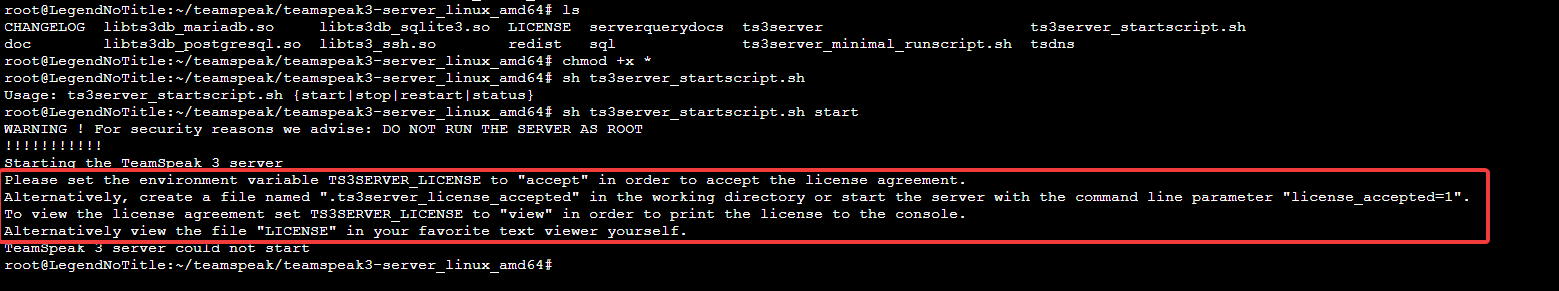 root@LegendNoTitle:~/teamspeak/teamspeak3-server_linux_amd64# ls
CHANGELOG  libts3db_mariadb.so     libts3db_sqlite3.so  LICENSE  serverquerydocs  ts3server                       ts3server_startscript.sh
doc        libts3db_postgresql.so  libts3_ssh.so        redist   sql              ts3server_minimal_runscript.sh  tsdns
root@LegendNoTitle:~/teamspeak/teamspeak3-server_linux_amd64# chmod +x *
root@LegendNoTitle:~/teamspeak/teamspeak3-server_linux_amd64# sh ts3server_startscript.sh
Usage: ts3server_startscript.sh {start|stop|restart|status}
root@LegendNoTitle:~/teamspeak/teamspeak3-server_linux_amd64# sh ts3server_startscript.sh start
WARNING ! For security reasons we advise: DO NOT RUN THE SERVER AS ROOT
!!!!!!!!!!!!
Starting the TeamSpeak 3 server
Please set the environment variable TS3SERVER_LICENSE to "accept" in order to accept the license agreement.
Alternatively, create a file named ".ts3server_license_accepted" in the working directory or start the server with the command line parameter "license_accepted=1".
To view the license agreement set TS3SERVER_LICENSE to "view" in order to print the license to the console.
Alternatively view the file "LICENSE" in your favorite text viewer yourself.
TeamSpeak 3 server could not start
root@LegendNoTitle:~/teamspeak/teamspeak3-server_linux_amd64#